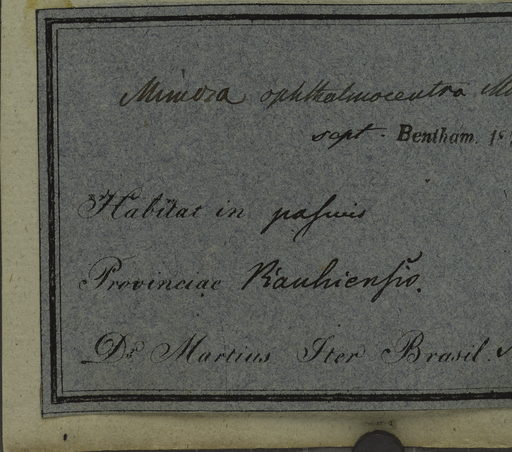 Mimosa ophthalmocentra
sept. Bentham.
Habitat in pascuis
Provinciae Piauhiensis.
Dr. Martius Iter Brasil.